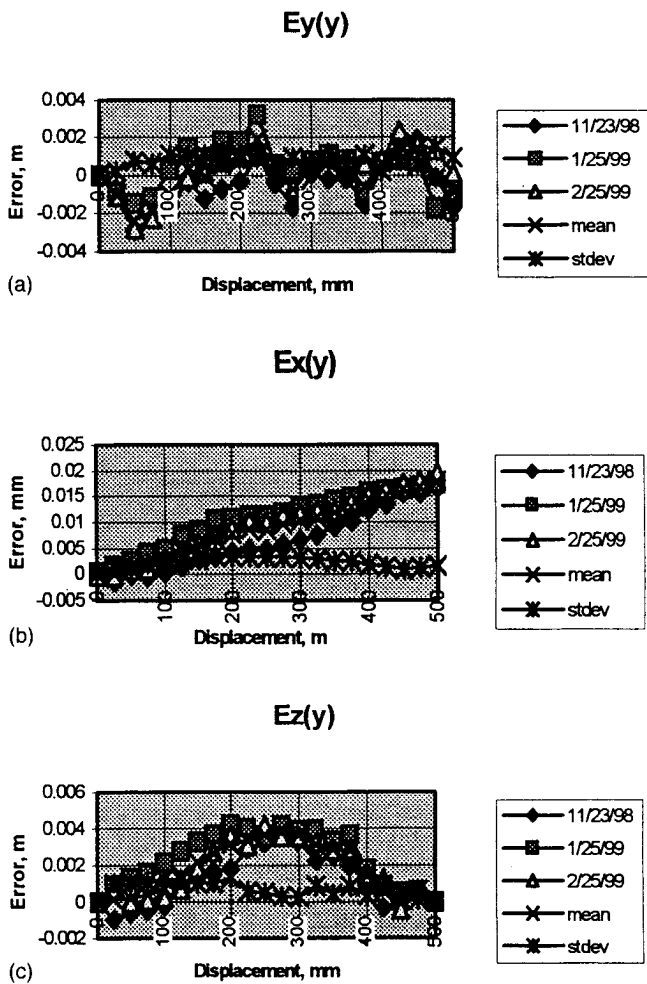 Ey(y)
0.004
0.002
0
-0.002
-0.004
Error, m
0
100
200
300
400
Displacement, mm
(a)
11/23/98
1/25/99
2/25/99
mean
stdev
Ex(y)
0.025
0.02
0.015
0.01
0.005
0
-0.005
Error, mm
0
100
200
300
400
500
Displacement, m
(b)
11/23/98
1/25/99
2/25/99
mean
stdev
Ez(y)
0.006
0.004
0.002
0
-0.002
Error, m
0
100
200
300
400
500
Displacement, mm
(c)
11/23/98
1/25/99
2/25/99
mean
stdev